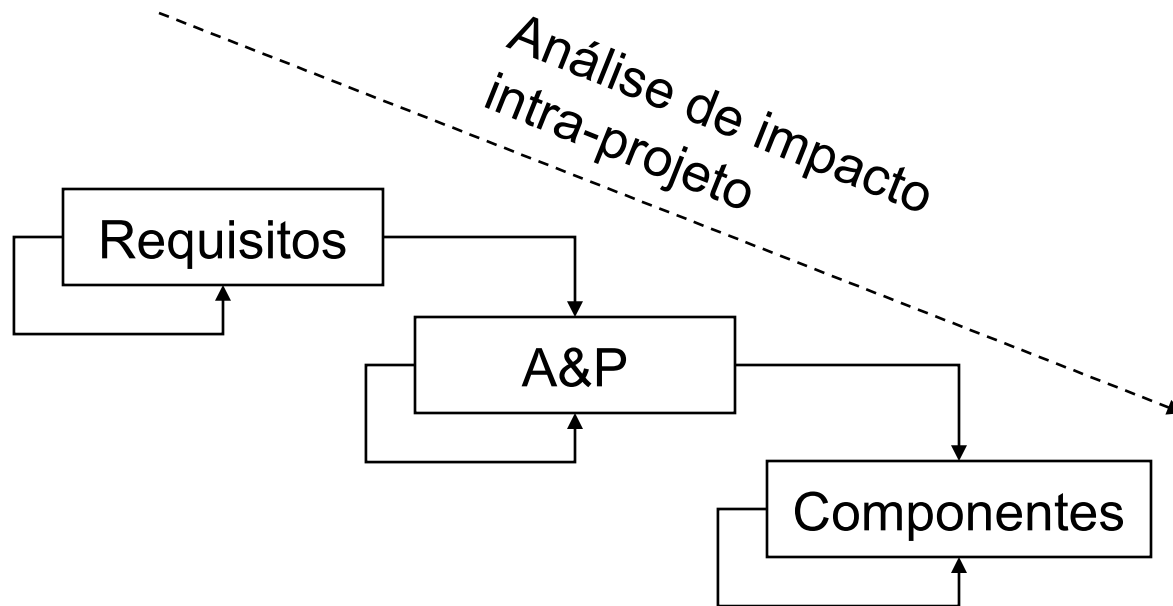 Análise de impacto
intra-projeto
Requisitos
A&P
Componentes